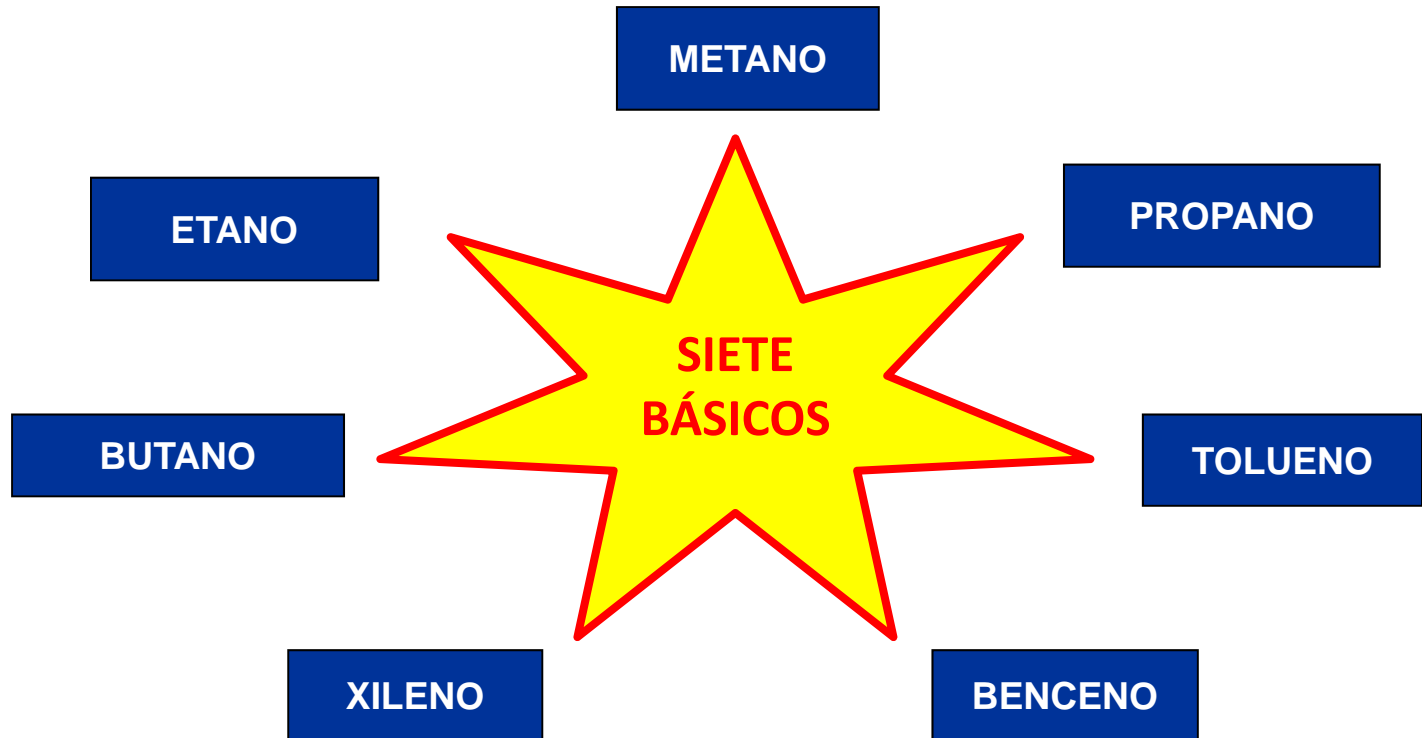 METANO
ETANO
PROPANO
SIETE
BÁSICOS
BUTANO
TOLUENO
XILENO
BENCENO